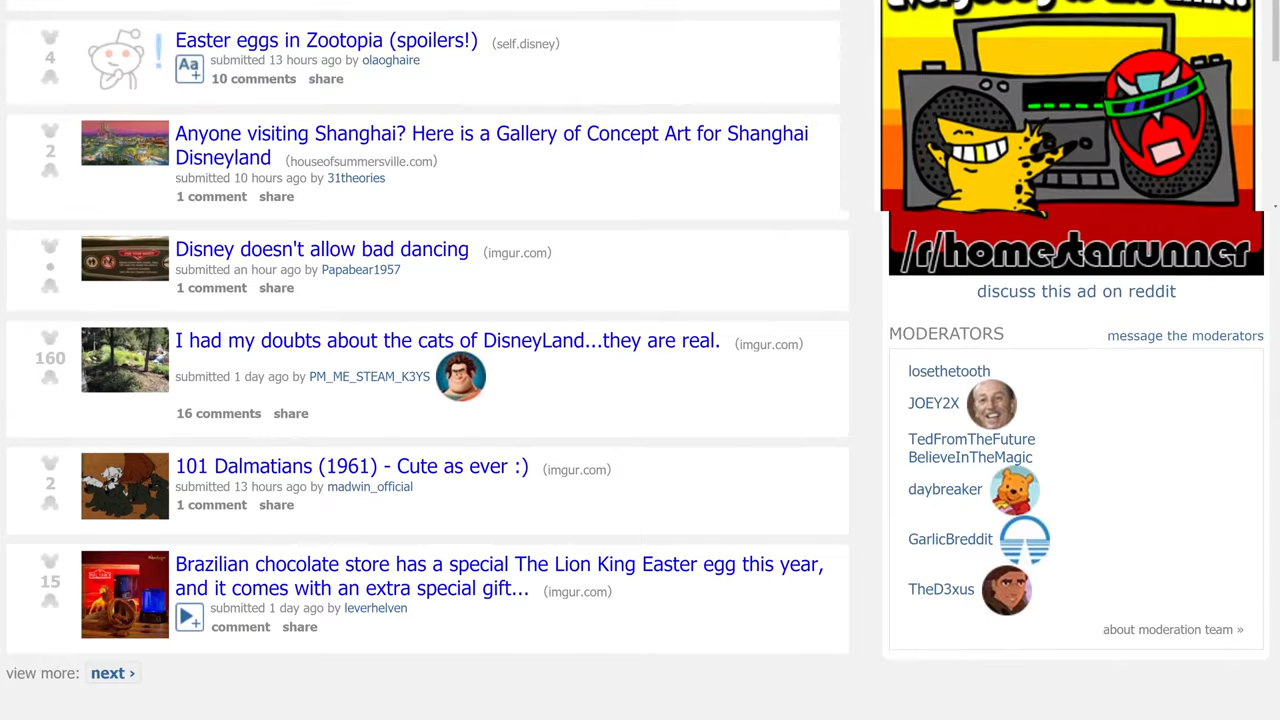 4
Easter eggs in Zootopia (spoilers!) (self.disney)
Aa
submitted 13 hours ago by olaoghaire
10 comments share
2
Anyone visiting Shanghai? Here is a Gallery of Concept Art for Shanghai
Disneyland (houseofsummersville.com)
submitted 10 hours ago by 31theories
1 comment share
Disney doesn't allow bad dancing (imgur.com)
submitted an hour ago by Papabear1957
1 comment share
160
I had my doubts about the cats of DisneyLand...they are real. (imgur.com)
submitted 1 day ago by PM_ME_STEAM_K3YS
16 comments share
2
101 Dalmatians (1961) - Cute as ever :) (imgur.com)
submitted 13 hours ago by madwin_official
1 comment share
15
Brazilian chocolate store has a special The Lion King Easter egg this year,
and it comes with an extra special gift... (imgur.com)
submitted 1 day ago by leverhelven
comment share
view more: next ›
/r/homestarrunner
discuss this ad on reddit
MODERATORS message the moderators
losethetooth
JOEY2X
TedFromTheFuture
BelieveInTheMagic
daybreaker
GarlicBreddit
TheD3xus
about moderation team »